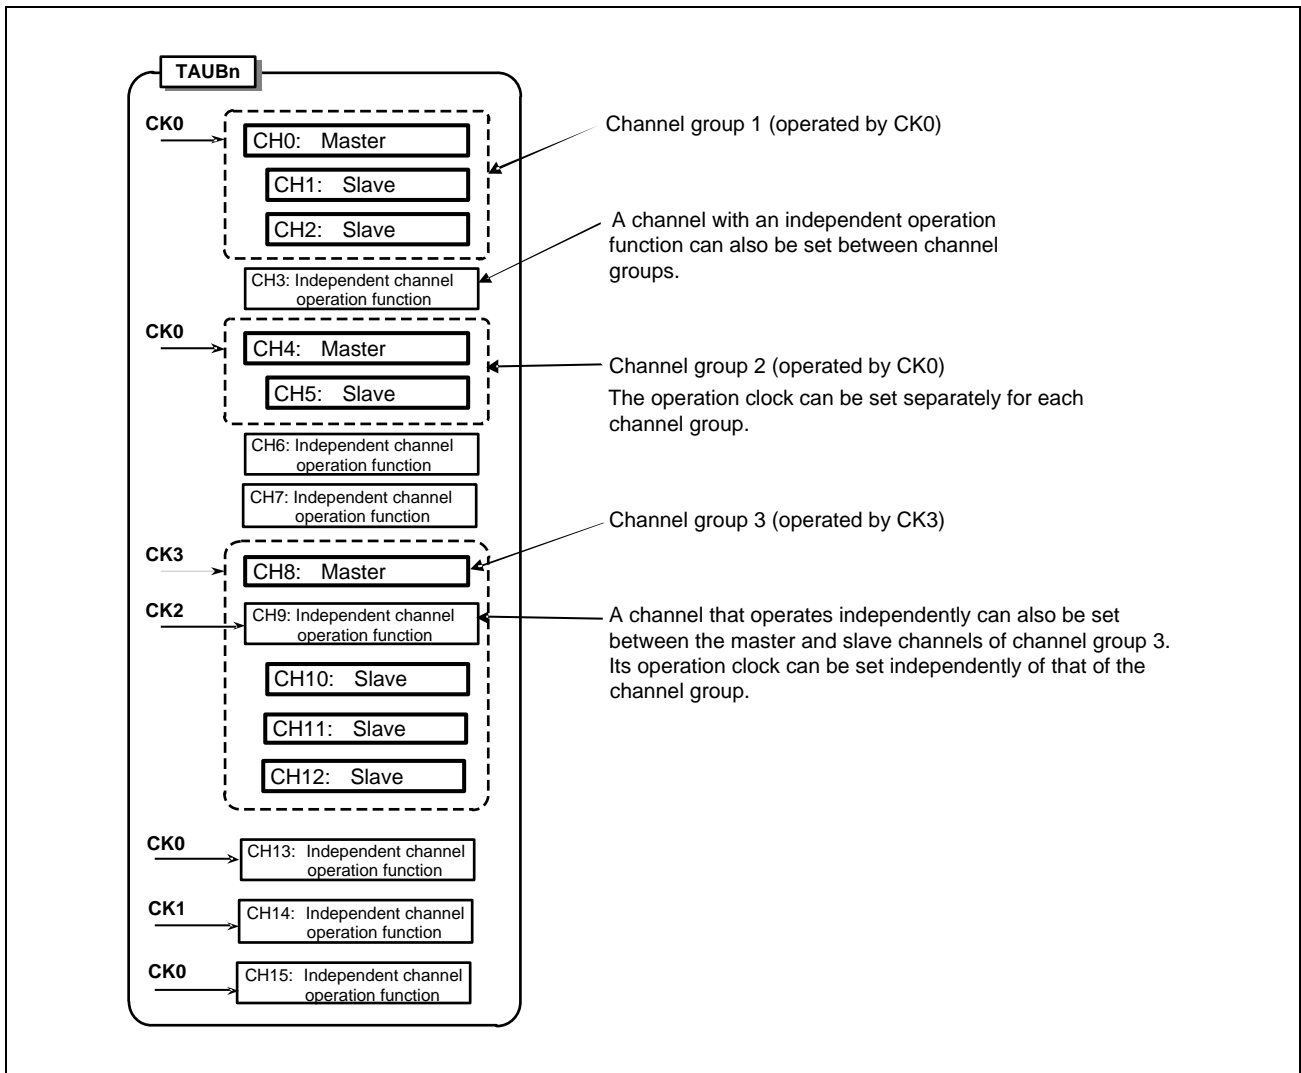 TAUBn
CK0
CH0: Master
CH1: Slave
CH2: Slave
Channel group 1 (operated by CK0)
A channel with an independent operation
function can also be set between channel
groups.
CH3: Independent channel
operation function
CK0
CH4: Master
CH5: Slave
Channel group 2 (operated by CK0)
The operation clock can be set separately for each
channel group.
CH6: Independent channel
operation function
CH7: Independent channel
operation function
Channel group 3 (operated by CK3)
CK3
CH8: Master
CK2
CH9: Independent channel
operation function
A channel that operates independently can also be set
between the master and slave channels of channel group 3.
Its operation clock can be set independently of that of the
channel group.
CH10: Slave
CH11: Slave
CH12: Slave
CK0
CH13: Independent channel
operation function
CK1
CH14: Independent channel
operation function
CK0
CH15: Independent channel
operation function